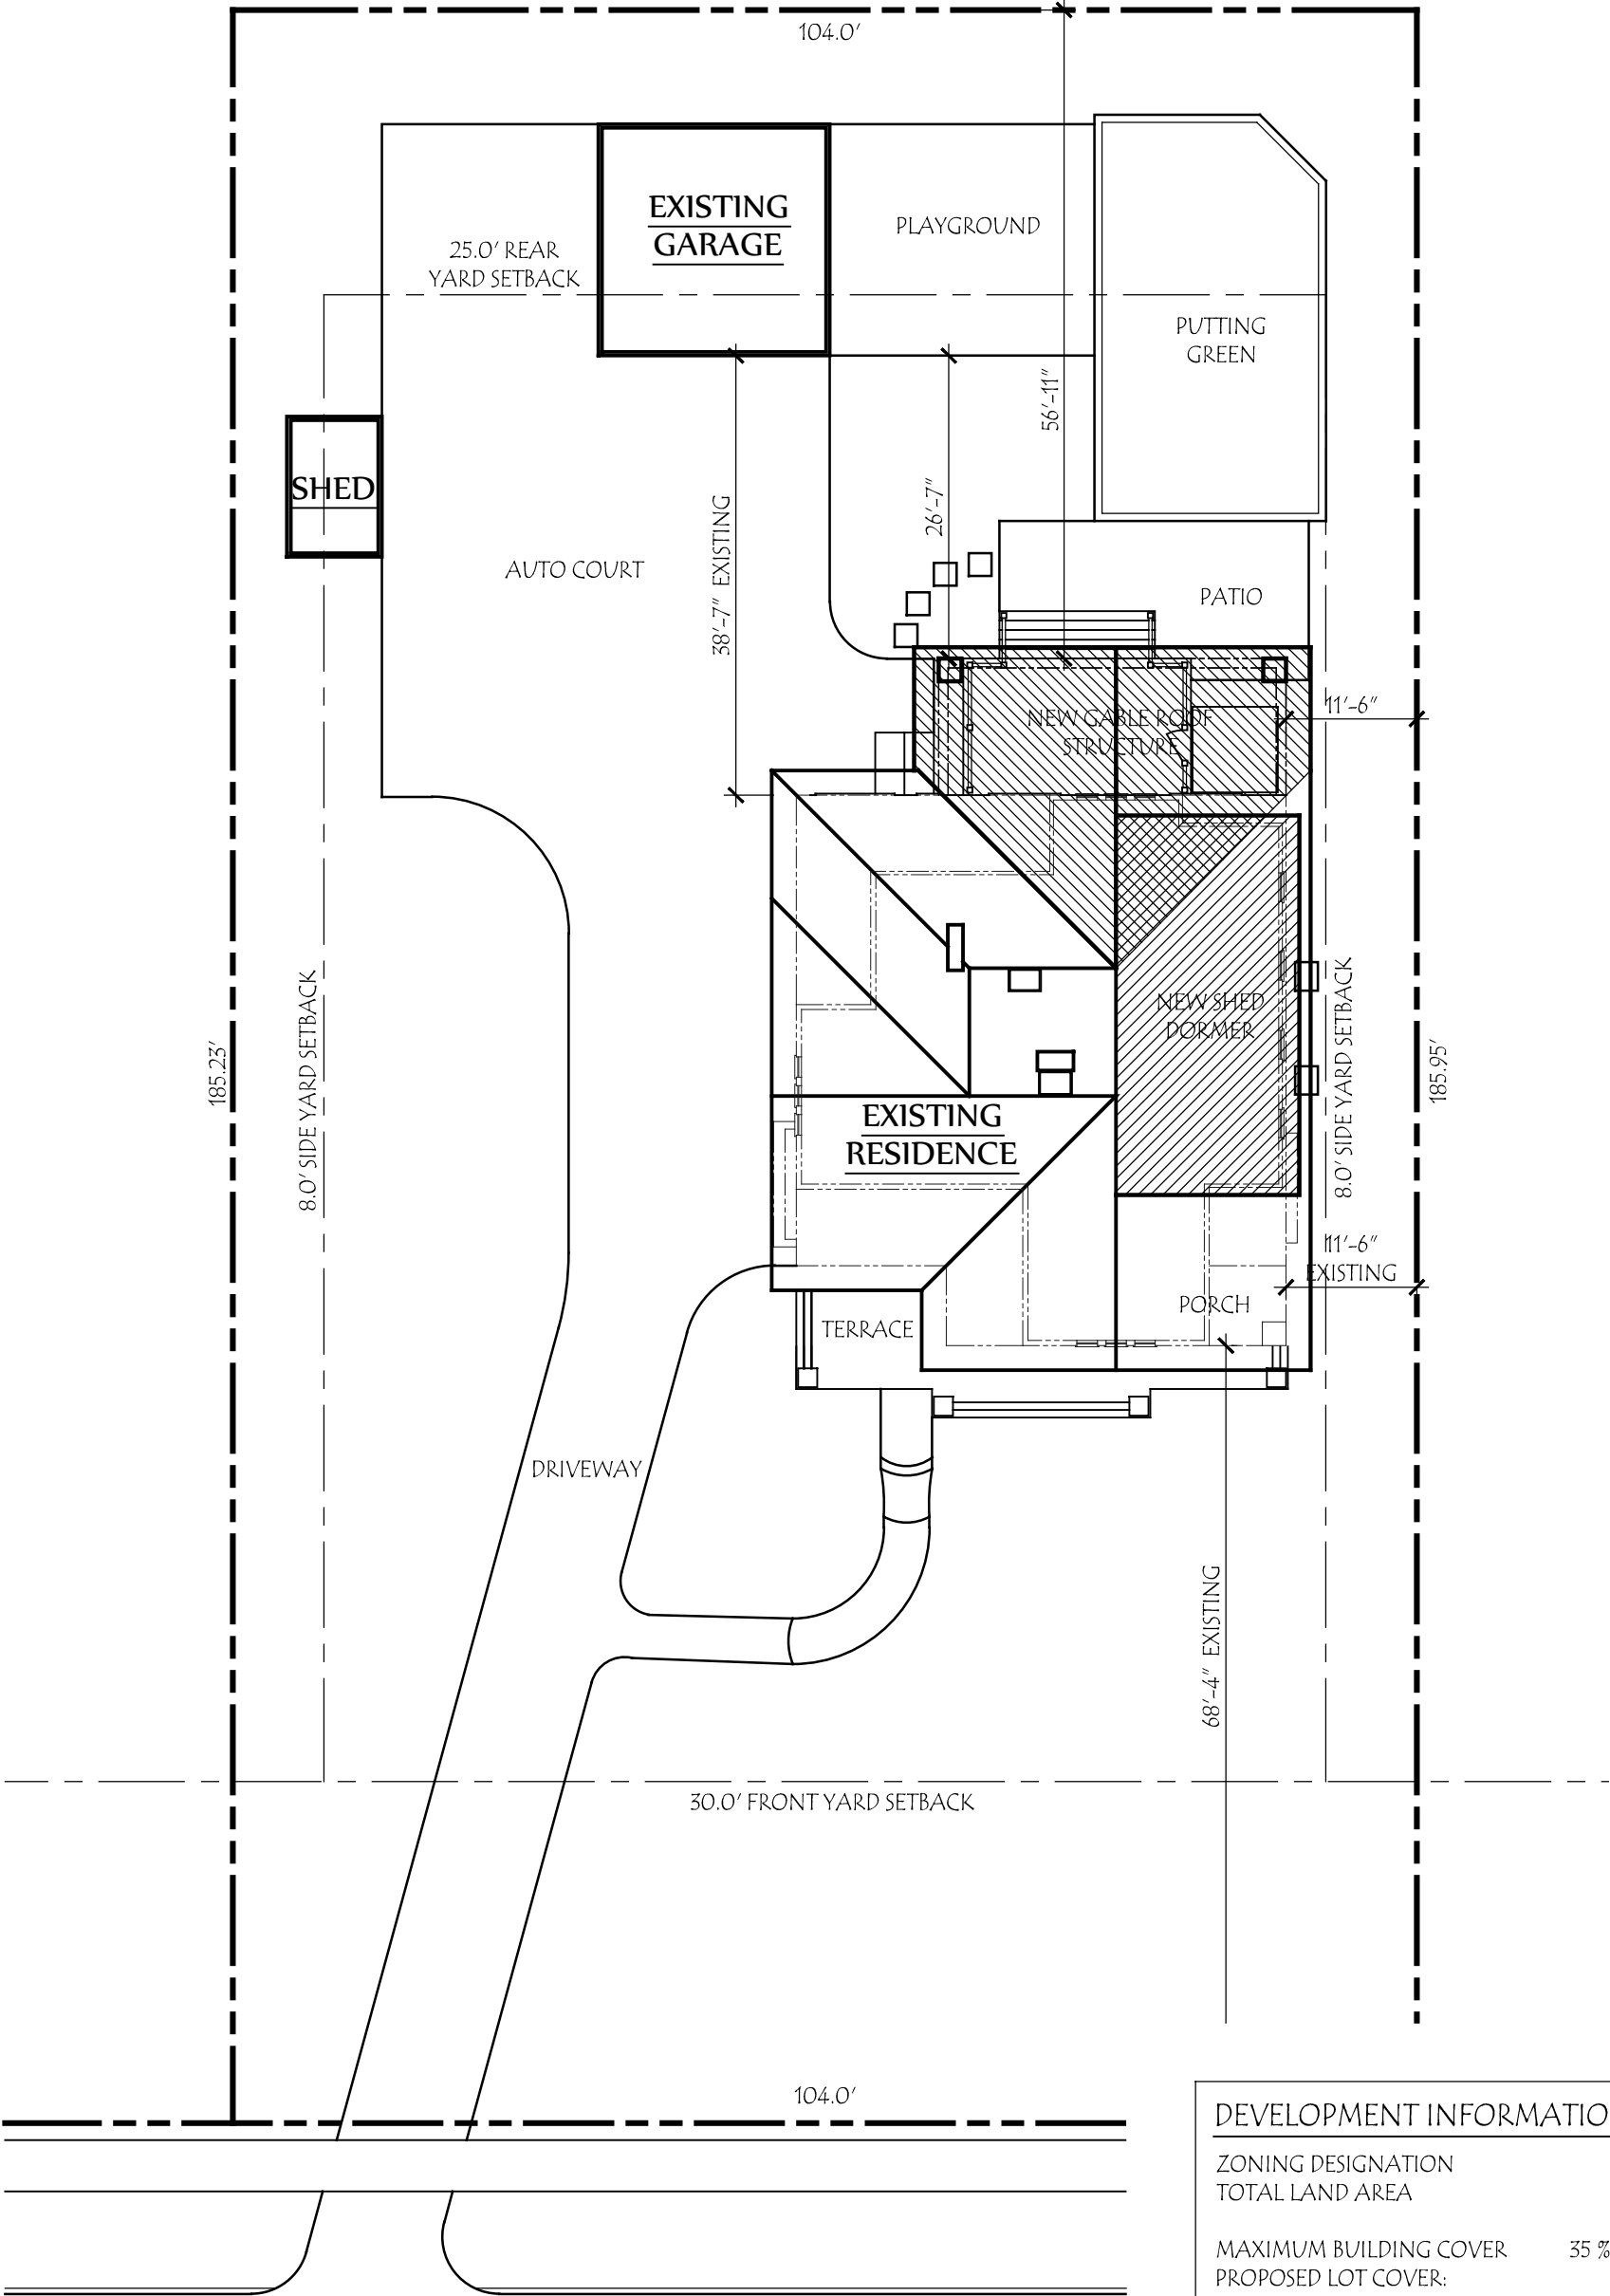 104.0'
EXISTING
GARAGE
PLAYGROUND
25.0' REAR
YARD SETBACK
PUTTING
GREEN
56'-11"
SHED
26'-7"
38'-7" EXISTING
AUTO COURT
PATIO
11'-6"
NEW GABLE ROOF
STRUCTURE
185.23'
8.0' SIDE YARD SETBACK
NEW SHED
DORMER
8.0' SIDE YARD SETBACK
185.95'
EXISTING
RESIDENCE
11'-6"
EXISTING
PORCH
TERRACE
DRIVEWAY
68'-4" EXISTING
30.0' FRONT YARD SETBACK
104.0'
DEVELOPMENT INFORMATIO
ZONING DESIGNATION
TOTAL LAND AREA
MAXIMUM BUILDING COVER 35 %
PROPOSED LOT COVER: